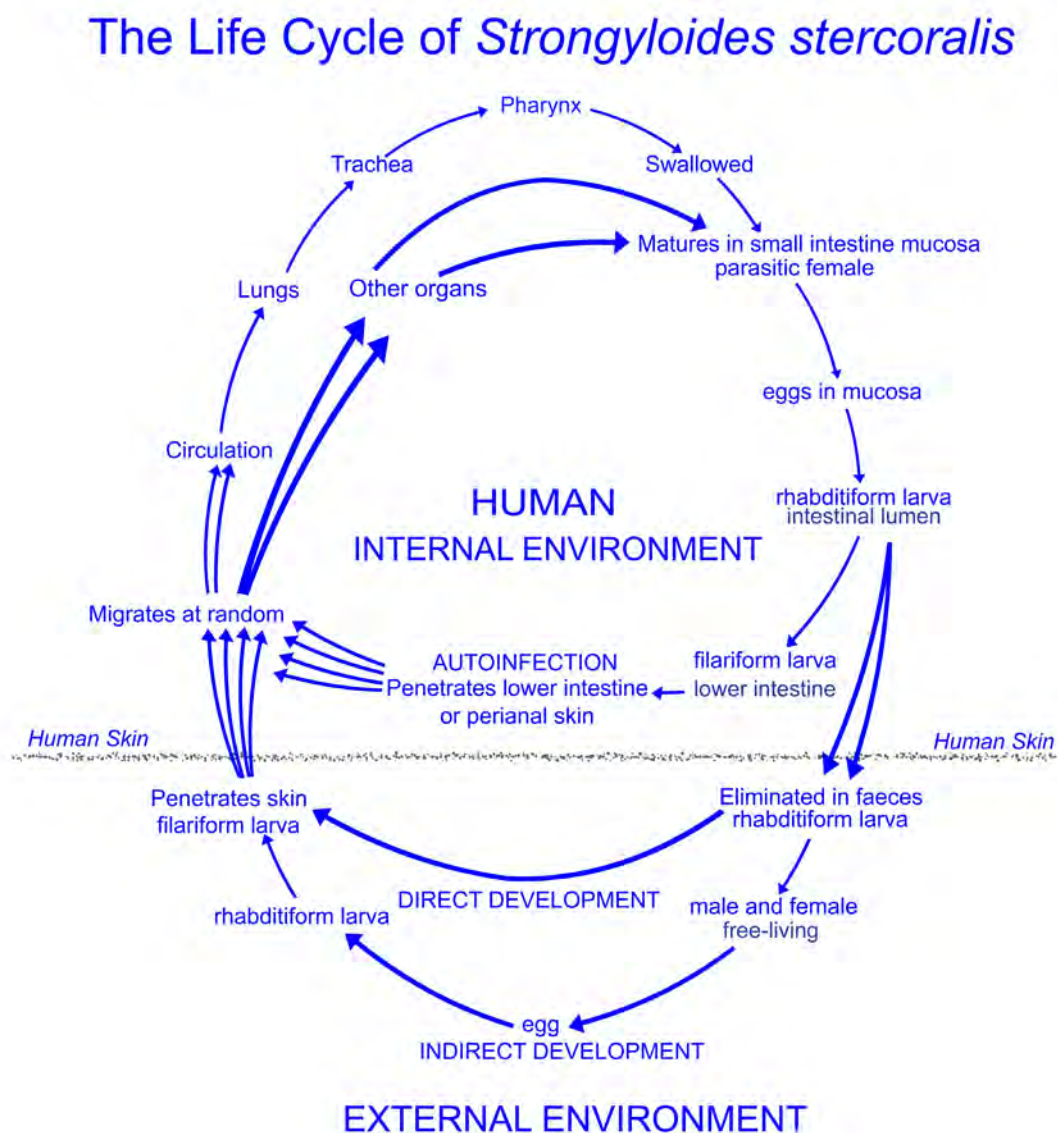 The Life Cycle of Strongyloides stercoralis
Pharynx
Trachea
Swallowed
Matures in small intestine mucosa
parasitic female
Lungs
Other organs
eggs in mucosa
Circulation
rhabditiform larva
intestinal lumen
HUMAN
INTERNAL ENVIRONMENT
Migrates at random
AUTOINFECTION
Penetrates lower intestine
or perianal skin
filariform larva
lower intestine
Human Skin
Human Skin
Penetrates skin
filariform larva
Eliminated in faeces
rhabditiform larva
DIRECT DEVELOPMENT
rhabditiform larva
male and female
free-living
egg
INDIRECT DEVELOPMENT
EXTERNAL ENVIRONMENT